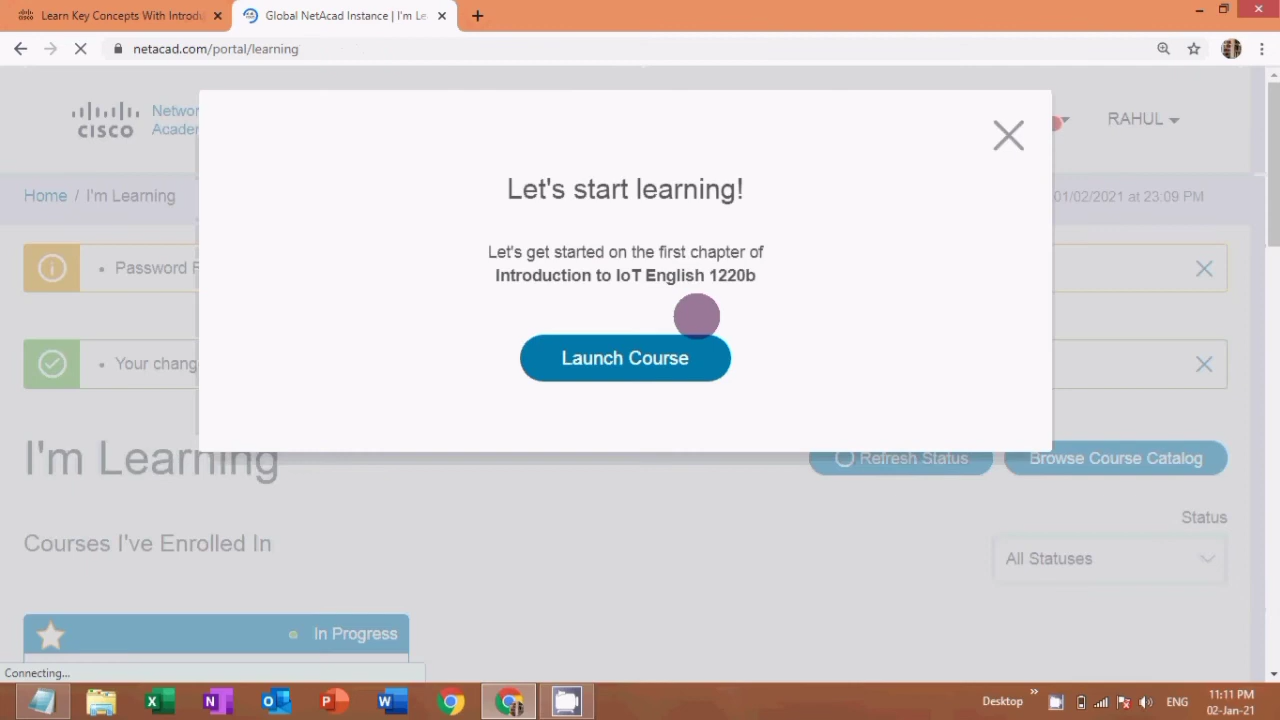 Learn Key Concepts With Introdu
Global NetAcad Instance | I'm Le
netacad.com/portal/learning
CISCO
Networ
Acade
RAHUL
Home / I'm Learning
01/02/2021 at 23:09 PM
Let's start learning!
Let's get started on the first chapter of
Introduction to IoT English 1220b
Launch Course
Password F
Your chang
I'm Learning
Refresh Status
Browse Course Catalog
Status
Courses I've Enrolled In
All Statuses
In Progress
Connecting...
Desktop
ENG
11:11 PM
02-Jan-21